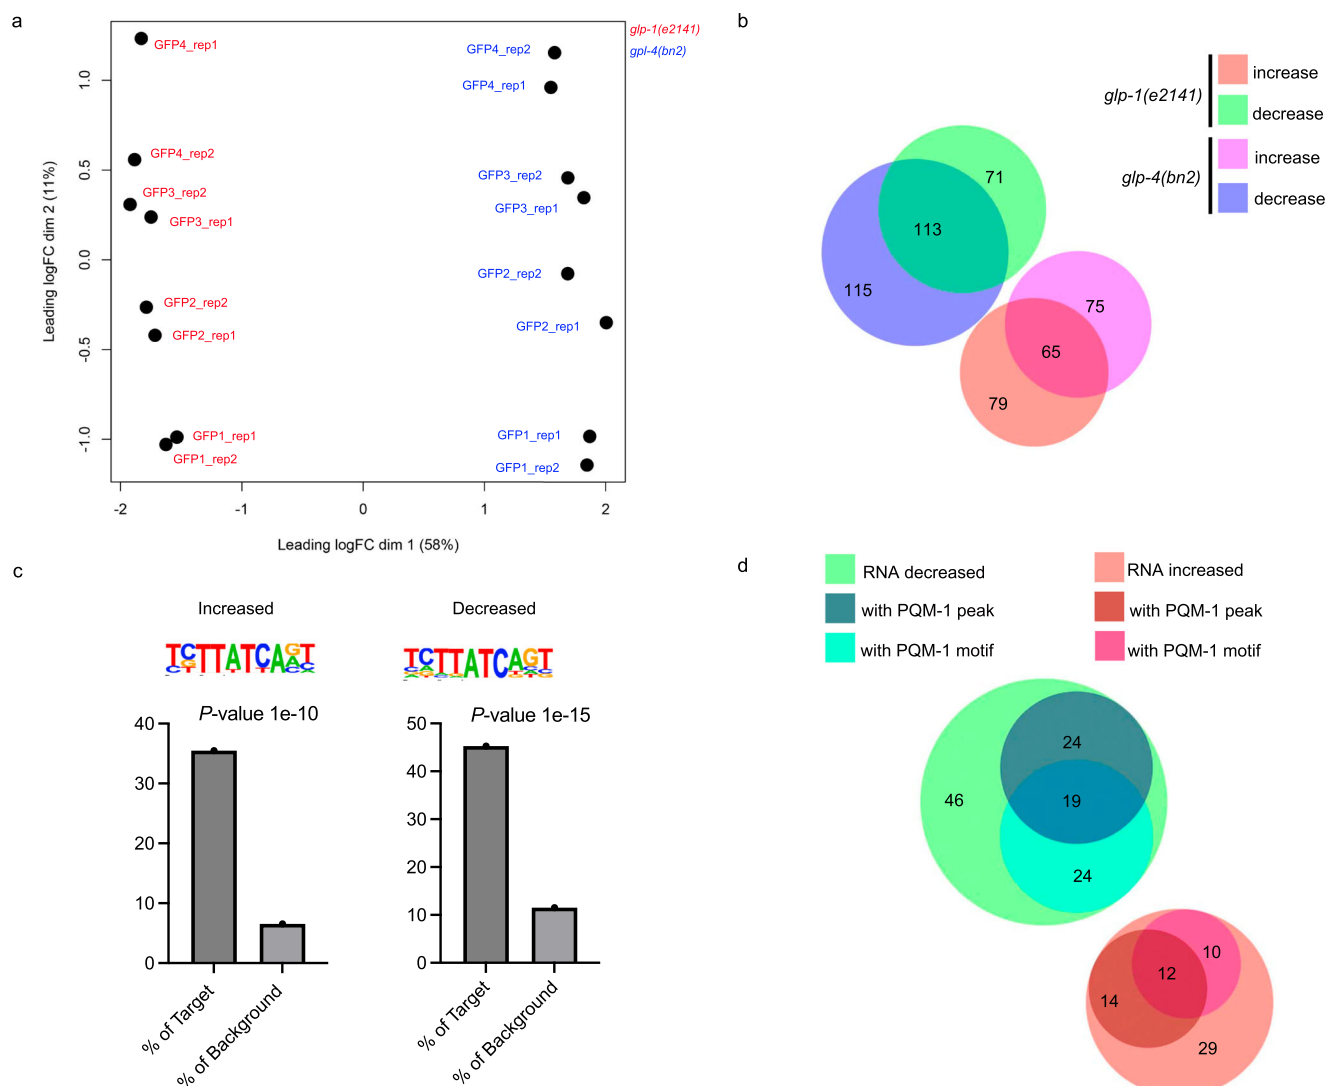 a
glp-1(e2141)
gpl-4(bn2)
GFP4_rep1
GFP4_rep2
GFP4_rep1
GFP4_rep2
GFP3_rep2
GFP3_rep1
GFP3_rep2
GFP3_rep1
GFP2_rep2
GFP2_rep1
GFP2_rep2
GFP2_rep1
GFP1_rep1
GFP1_rep2
GFP1_rep1
GFP1_rep2
1.0
0.5
0.0
-0.5
-1.0
Leading logFC dim 2 (11%)
-2
-1
0
1
2
Leading logFC dim 1 (58%)
b
glp-1(e2141)
increase
decrease
glp-4(bn2)
increase
decrease
71
113
115
75
65
79
c
Increased
TCTTATCAGT
P-value 1e-10
40
30
20
10
0
% of Target
% of Background
Decreased
TCTTATCAGT
P-value 1e-15
50
40
30
20
10
0
% of Target
% of Background
d
RNA decreased
with PQM-1 peak
with PQM-1 motif
RNA increased
with PQM-1 peak
with PQM-1 motif
24
46
19
24
10
12
14
29